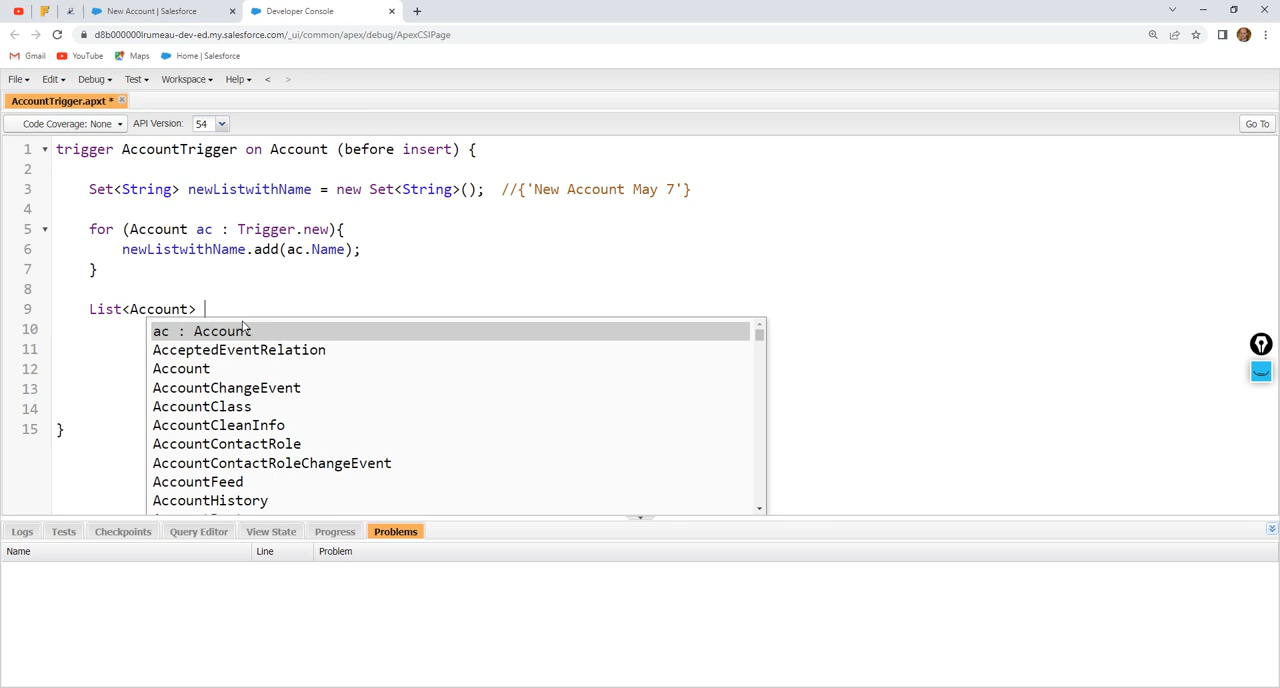 New Account | Salesforce
Developer Console
d8b000000lrumeau-dev-ed.my.salesforce.com/_ui/common/apex/debug/ApexCSIPage
Gmail YouTube Maps Home | Salesforce
File Edit Debug Test Workspace Help < >
AccountTrigger.apxt *
Code Coverage: None API Version: 54 Go To
1 trigger AccountTrigger on Account (before insert) {
2
3 Set<String> newListwithName = new Set<String>(); //{'New Account May 7'}
4
5 for (Account ac : Trigger.new){
6 newListwithName.add(ac.Name);
7 }
8
9 List<Account>
10 ac : Account
AcceptedEventRelation
11 Account
12 AccountChangeEvent
13 AccountClass
14 AccountCleanInfo
15 }
AccountContactRole
AccountContactRoleChangeEvent
AccountFeed
AccountHistory
Logs Tests Checkpoints Query Editor View State Progress Problems
Name Line Problem